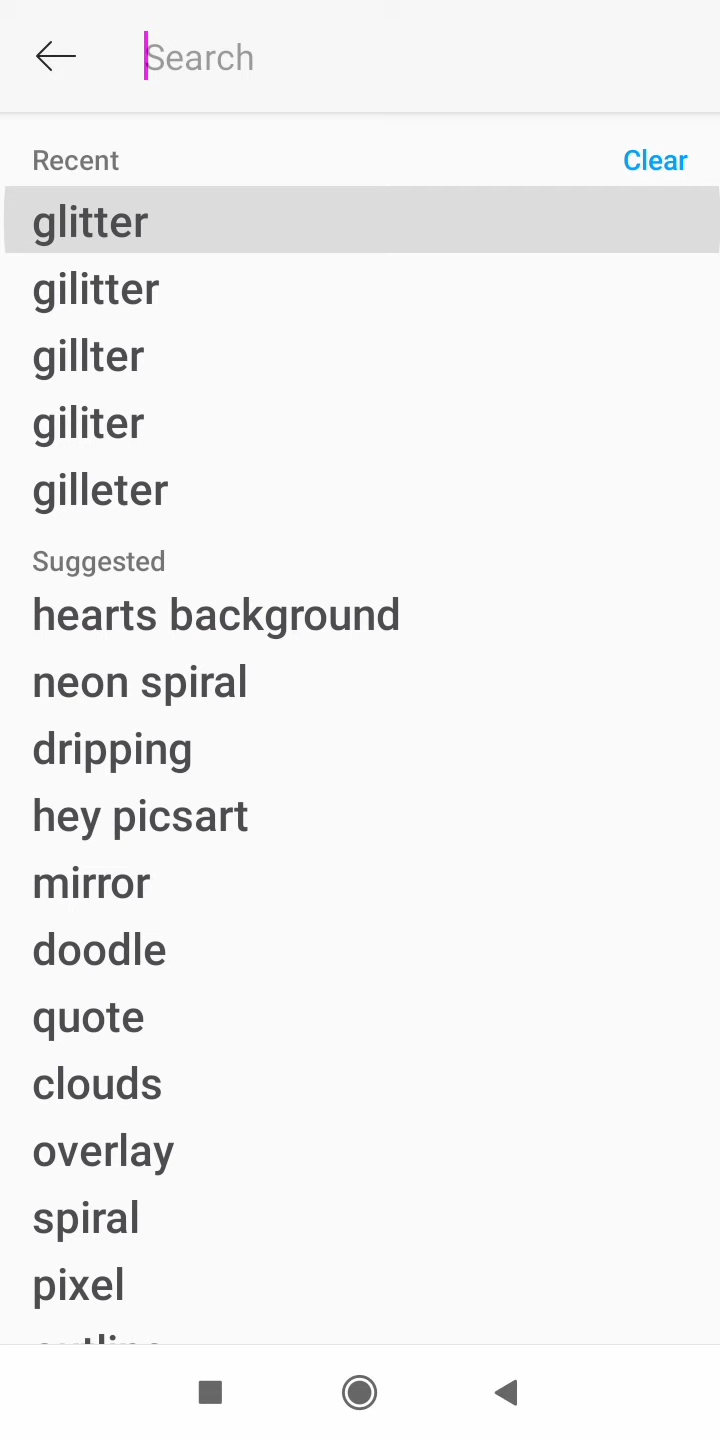 Search
Recent
Clear
glitter
gilitter
gillter
giliter
gilleter
Suggested
hearts background
neon spiral
dripping
hey picsart
mirror
doodle
quote
clouds
overlay
spiral
pixel